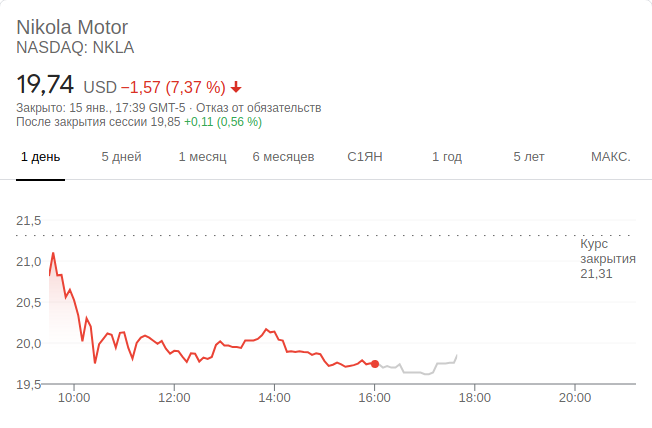 Nikola Motor
NASDAQ: NKLA
19,74 USD −1,57 (7,37 %)
Закрыто: 15 янв., 17:39 GMT-5 · Отказ от обязательств
После закрытия сессии 19,85 +0,11 (0,56 %)
1 день 5 дней 1 месяц 6 месяцев С1ЯН 1 год 5 лет МАКС.
21,5
Курс
закрытия
21,31
21,0
20,5
20,0
19,5
10:00 12:00 14:00 16:00 18:00 20:00